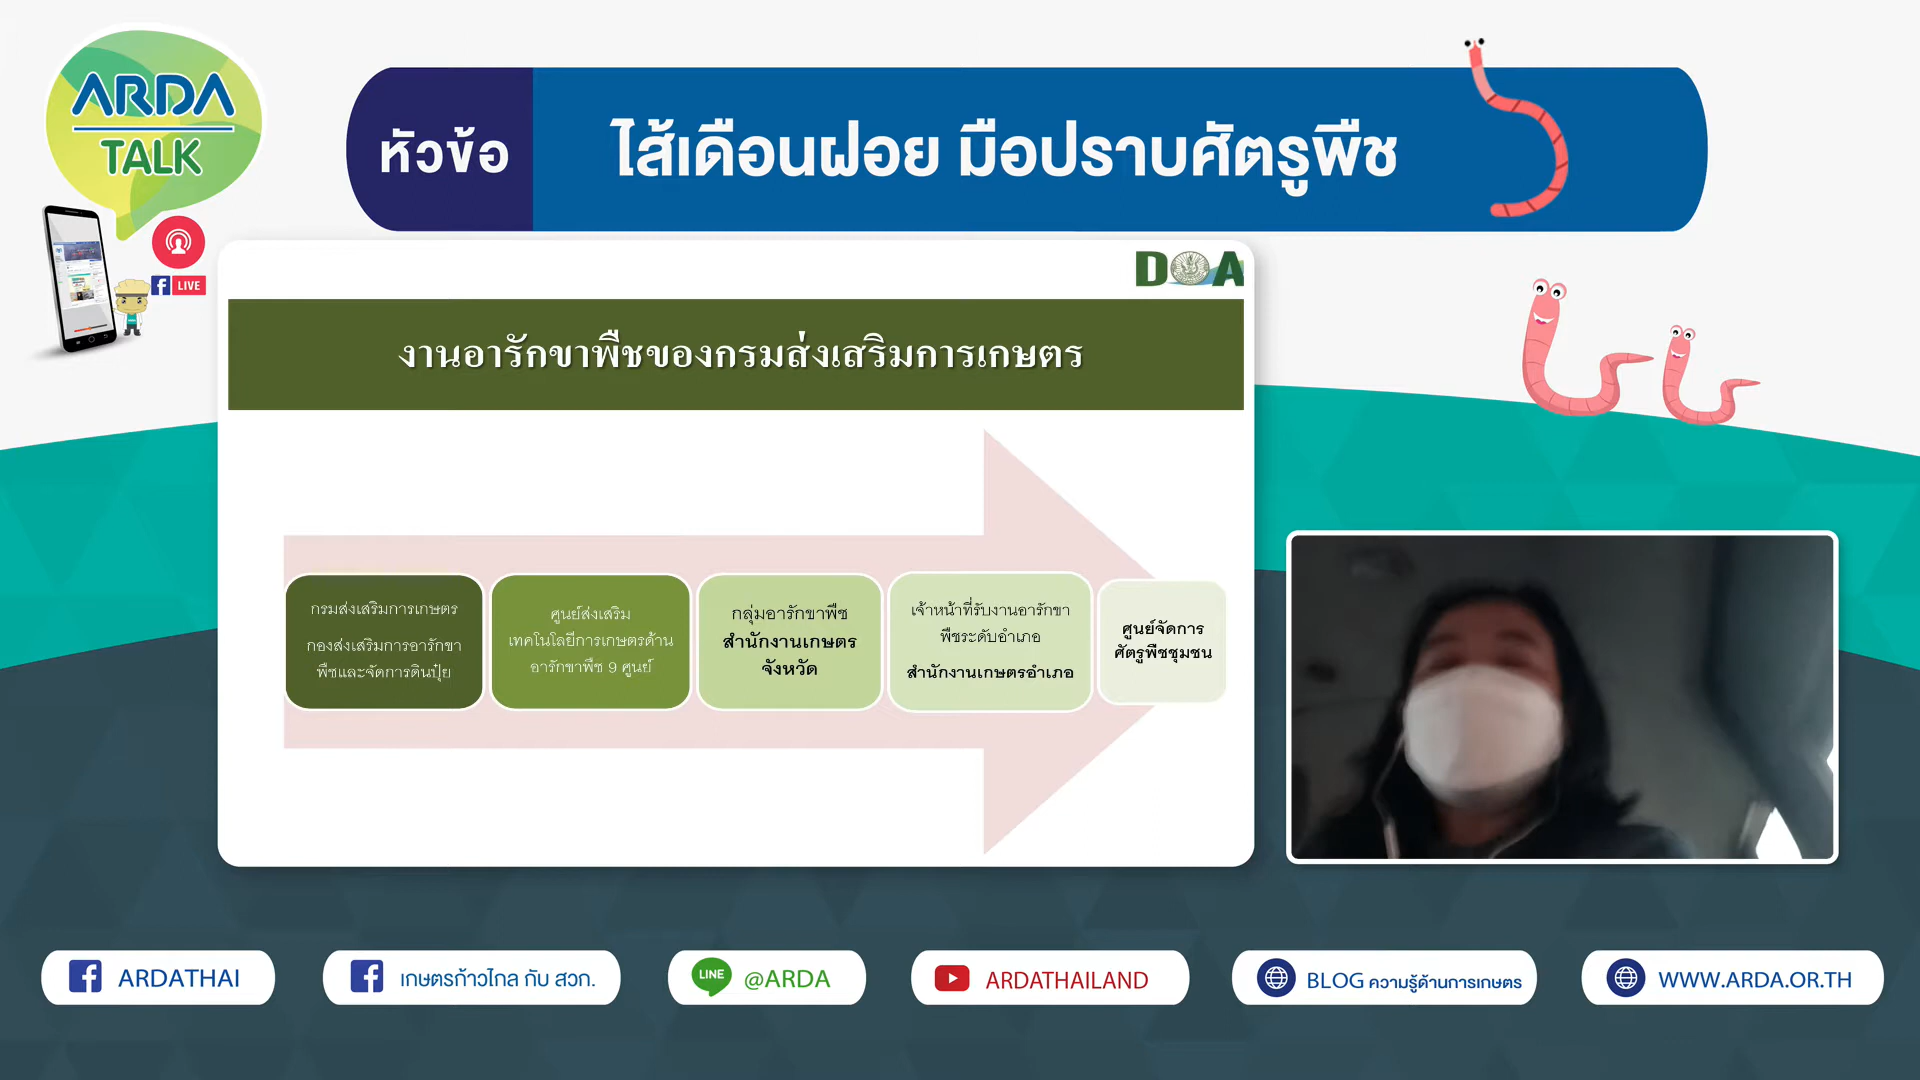 ARDA
TALK
LIVE
หัวข้อ
ไส้เดือนฝอย มือปราบศัตรูพืช
DOA
งานอารักขาพืชของกรมส่งเสริมการเกษตร
กรมส่งเสริมการเกษตร
กองส่งเสริมการอารักขา
พืชและจัดการดินปุ๋ย
ศูนย์ส่งเสริม
เทคโนโลยีการเกษตรด้าน
อารักขาพืช 9 ศูนย์
กลุ่มอารักขาพืช
สำนักงานเกษตร
จังหวัด
เจ้าหน้าที่รับงานอารักขา
พืชระดับอำเภอ
สำนักงานเกษตรอำเภอ
ศูนย์จัดการ
ศัตรูพืชชุมชน
ARDATHAI
เกษตรก้าวไกล กับ สวก.
LINE @ARDA
ARDATHAILAND
BLOG ความรู้ด้านการเกษตร
WWW.ARDA.OR.TH